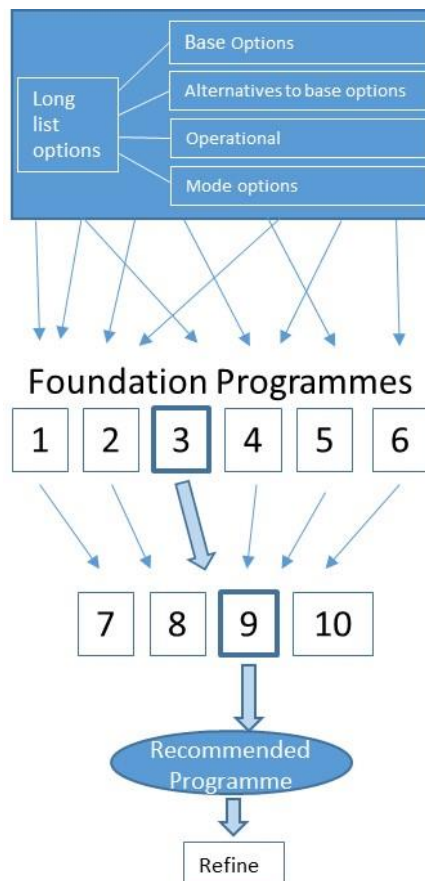 Base Options
Long
list
options
Alternatives to base options
Operational
Mode options
Foundation Programmes
1 2 3 4 5 6
7 8 9 10
Recommended
Programme
Refine